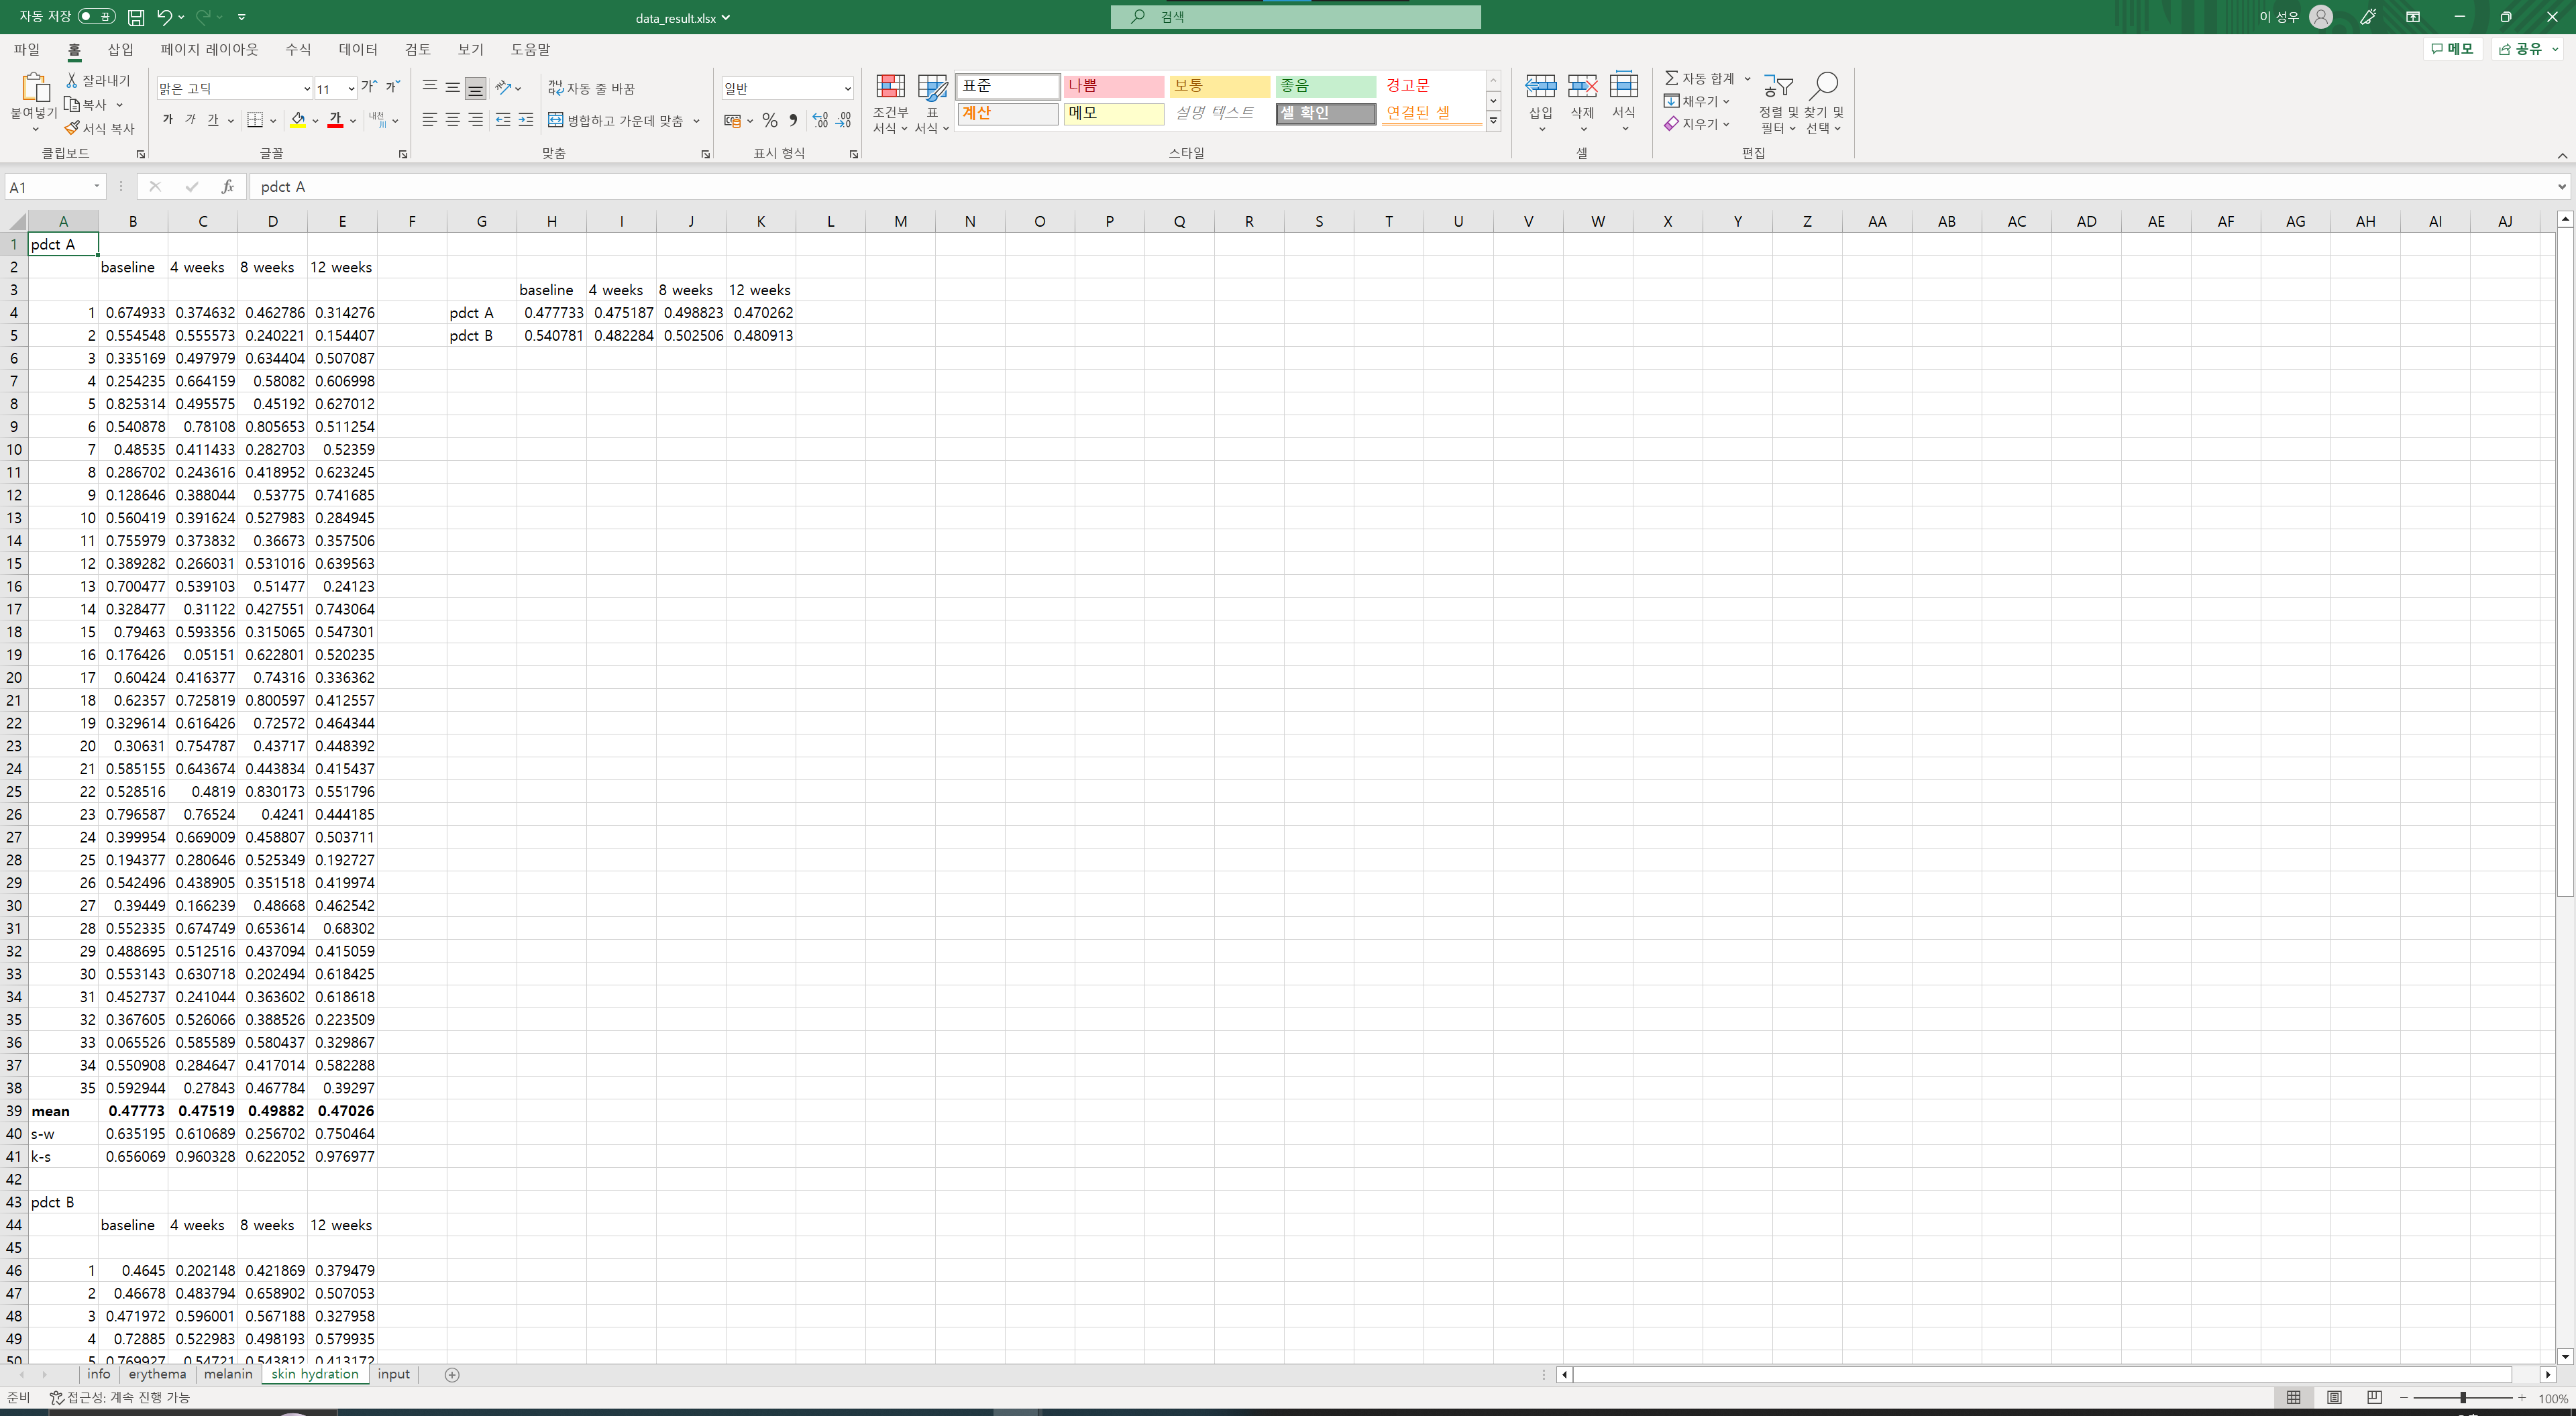 자동 저장 끔 data_result.xlsx 검색 이 성우
파일 홈 삽입 페이지 레이아웃 수식 데이터 검토 보기 도움말 메모 공유
붙여넣기 잘라내기 복사 서식 복사 클립보드
맑은 고딕 11 가 가 가 가 가 가 내천 글꼴
자동 줄 바꿈 병합하고 가운데 맞춤 맞춤
일반 % 표시 형식
조건부 서식 표 서식 표준 나쁨 보통 좋음 경고문
계산 메모 설명 텍스트 셀 확인 연결된 셀 스타일
삽입 삭제 서식 셀
자동 합계 채우기 지우기 정렬 및 필터 찾기 및 선택 편집
A1 fx pdct A
A B C D E F G H I J K L M N O P Q R S T U V W X Y Z AA AB AC AD AE AF AG AH AI AJ
1 pdct A
2 baseline 4 weeks 8 weeks 12 weeks
3 baseline 4 weeks 8 weeks 12 weeks
4 1 0.674933 0.374632 0.462786 0.314276 pdct A 0.477733 0.475187 0.498823 0.470262
5 2 0.554548 0.555573 0.240221 0.154407 pdct B 0.540781 0.482284 0.502506 0.480913
6 3 0.335169 0.497979 0.634404 0.507087
7 4 0.254235 0.664159 0.58082 0.606998
8 5 0.825314 0.495575 0.45192 0.627012
9 6 0.540878 0.78108 0.805653 0.511254
10 7 0.48535 0.411433 0.282703 0.52359
11 8 0.286702 0.243616 0.418952 0.623245
12 9 0.128646 0.388044 0.53775 0.741685
13 10 0.560419 0.391624 0.527983 0.284945
14 11 0.755979 0.373832 0.36673 0.357506
15 12 0.389282 0.266031 0.531016 0.639563
16 13 0.700477 0.539103 0.51477 0.24123
17 14 0.328477 0.31122 0.427551 0.743064
18 15 0.79463 0.593356 0.315065 0.547301
19 16 0.176426 0.05151 0.622801 0.520235
20 17 0.60424 0.416377 0.74316 0.336362
21 18 0.62357 0.725819 0.800597 0.412557
22 19 0.329614 0.616426 0.72572 0.464344
23 20 0.30631 0.754787 0.43717 0.448392
24 21 0.585155 0.643674 0.443834 0.415437
25 22 0.528516 0.4819 0.830173 0.551796
26 23 0.796587 0.76524 0.4241 0.444185
27 24 0.399954 0.669009 0.458807 0.503711
28 25 0.194377 0.280646 0.525349 0.192727
29 26 0.542496 0.438905 0.351518 0.419974
30 27 0.39449 0.166239 0.48668 0.462542
31 28 0.552335 0.674749 0.653614 0.68302
32 29 0.488695 0.512516 0.437094 0.415059
33 30 0.553143 0.630718 0.202494 0.618425
34 31 0.452737 0.241044 0.363602 0.618618
35 32 0.367605 0.526066 0.388526 0.223509
36 33 0.065526 0.585589 0.580437 0.329867
37 34 0.550908 0.284647 0.417014 0.582288
38 35 0.592944 0.27843 0.467784 0.39297
39 mean 0.47773 0.47519 0.49882 0.47026
40 s-w 0.635195 0.610689 0.256702 0.750464
41 k-s 0.656069 0.960328 0.622052 0.976977
42
43 pdct B
44 baseline 4 weeks 8 weeks 12 weeks
45
46 1 0.4645 0.202148 0.421869 0.379479
47 2 0.46678 0.483794 0.658902 0.507053
48 3 0.471972 0.596001 0.567188 0.327958
49 4 0.72885 0.522983 0.498193 0.579935
50 5 0.769927 0.54721 0.543812 0.413172
info erythema melanin skin hydration input
준비 접근성: 계속 진행 가능 100%